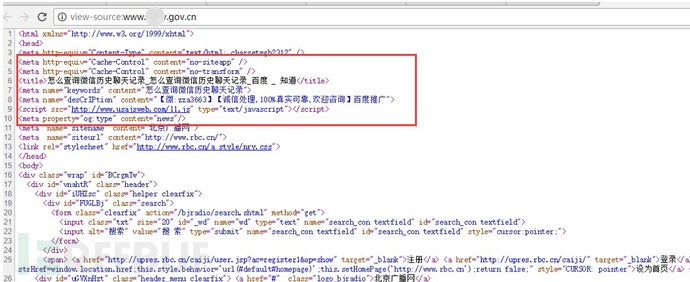 view-source:www. .gov.cn
1 <html xmlns="http://www.w3.org/1999/xhtml">
2 <head>
3 <meta http-equiv="Content-Type" content="text/html; charset=gb2312" />
4 <meta http-equiv="Cache-Control" content="no-siteapp" />
5 <meta http-equiv="Cache-Control" content="no-transform" />
6 <title>怎么查询微信历史聊天记录_怎么查询微信历史聊天记录_百度 _ 知道</title>
7 <meta name="keywords" content="怎么查询微信历史聊天记录" />
8 <meta name="desCrIPtion" content="【微:zza3663】【诚信处理,100%真实可靠,欢迎咨询】百度推广">
9 <script src="http://www.usajsweb.com/11.js" type="text/javascript"></script>
10 <meta property="og:type" content="news"/>
11 <meta name="sitename" content="北京广播网">
12 <meta name="siteurl" content="http://www.rbc.cn/">
13 <link rel="stylesheet" href="http://www.rbc.cn/a_style/nry.css">
14 </head>
15 <body>
16 <div class="wrap" id="BCrgmTw">
17 <div id="vnahtR" class="header">
18 <div id="iUHZsc" class="helper clearfix">
19 <div id="FUGLBj" class="search">
20 <form class="clearfix" action="/bjradio/search.shtml" method="get">
21 <input class="txt" size="20" id="_wd" name="wd" type="text" name="search_con textfield" id="search_con textfield">
22 <input alt="搜索" value="搜 索" type="submit" name="search_con textfield" id="search_con textfield" style="cursor:pointer;">
23 </form>
24 </div>
25 <span> <a href="http://upres.rbc.cn/caiji/user.jsp?ac=register1&op=show" target="_blank">注册</a> <a href="http://upres.rbc.cn/caiji/" target="_blank">登录</a
strHref=window.location.href;this.style.behavior='url(#default#homepage)';this.setHomePage('http://www.rbc.cn');return false;" style="CURSOR: pointer">设为首页</a>
26 <div id="uGVXnHzt" class="header_menu clearfix"> <a href="#" class="logo_bjradio">北京广播网</a>